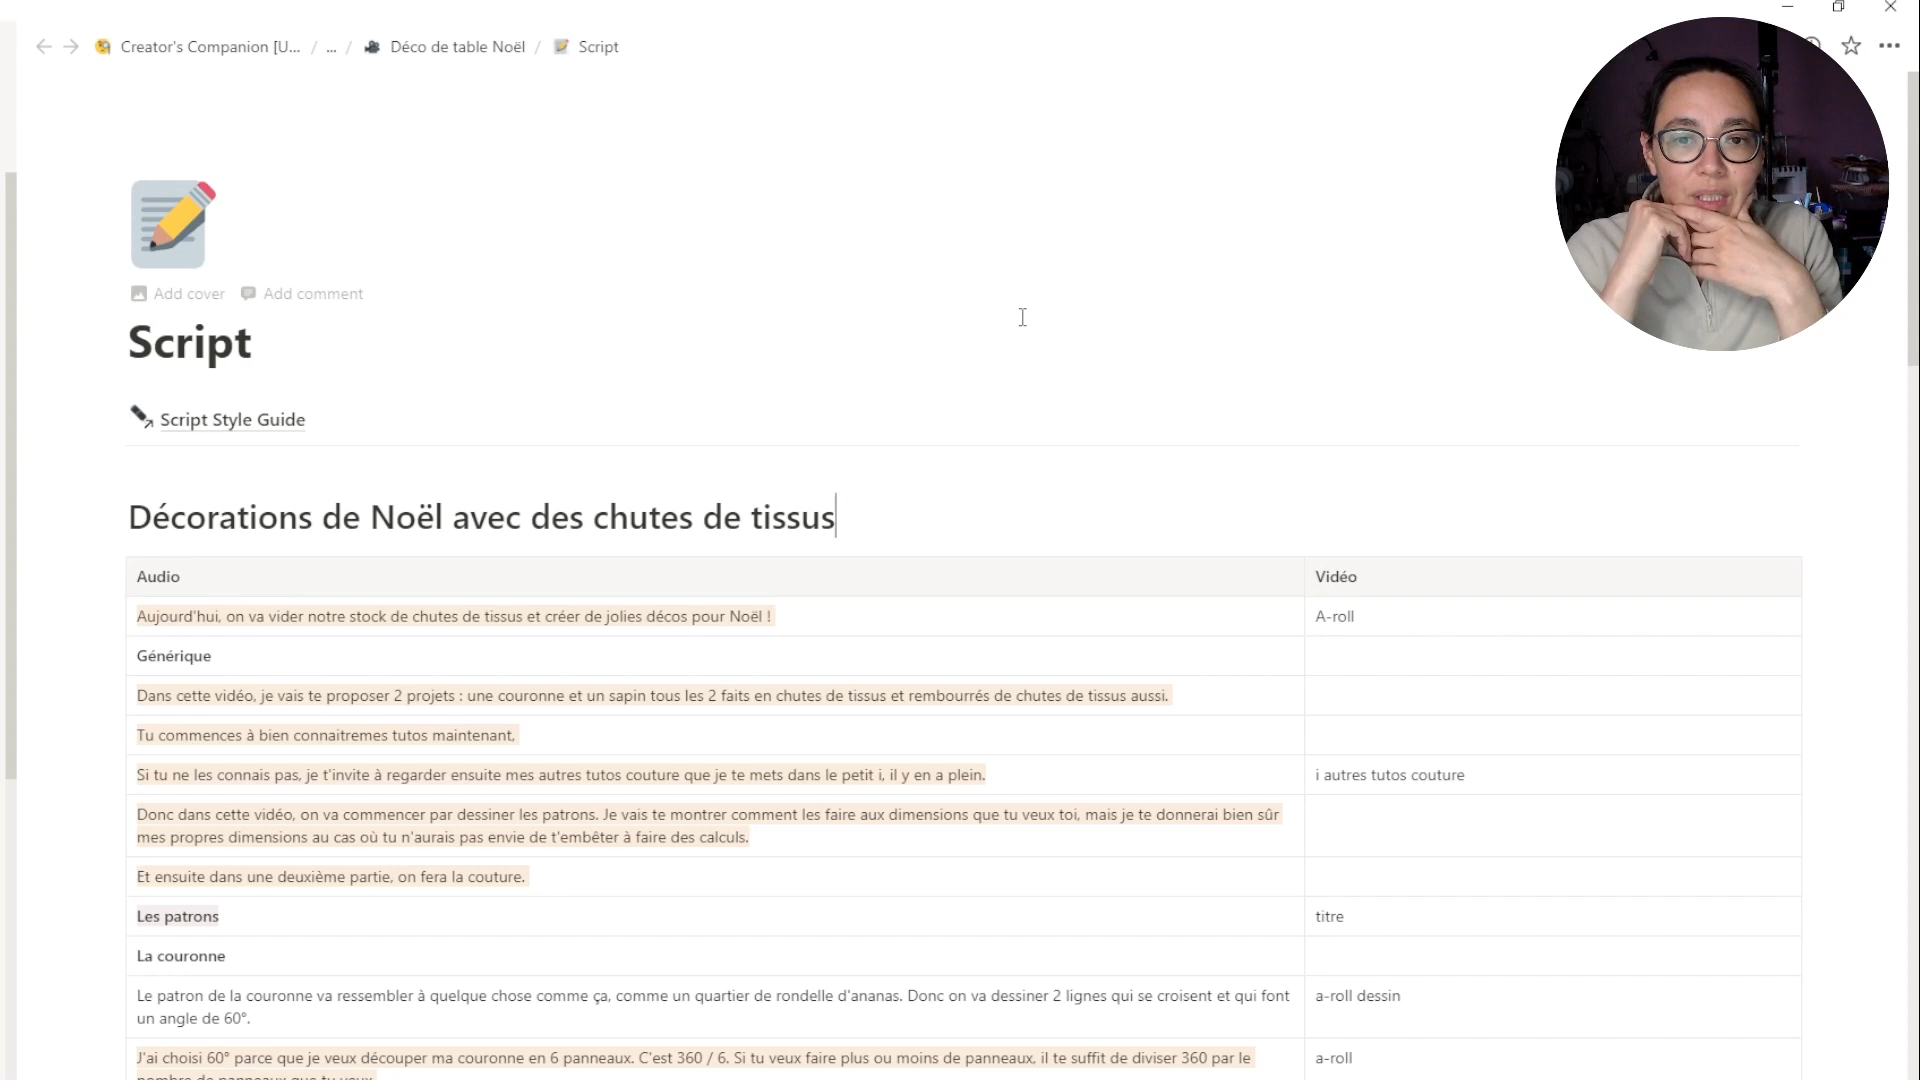 Creator's Companion [U... / ... / Déco de table Noël / Script
Add cover Add comment
Script
Script Style Guide
Décorations de Noël avec des chutes de tissus
Audio Vidéo
Aujourd'hui, on va vider notre stock de chutes de tissus et créer de jolies décos pour Noël ! A-roll
Générique
Dans cette vidéo, je vais te proposer 2 projets : une couronne et un sapin tous les 2 faits en chutes de tissus et rembourrés de chutes de tissus aussi.
Tu commences à bien connaitremes tutos maintenant,
Si tu ne les connais pas, je t'invite à regarder ensuite mes autres tutos couture que je te mets dans le petit i, il y en a plein. i autres tutos couture
Donc dans cette vidéo, on va commencer par dessiner les patrons. Je vais te montrer comment les faire aux dimensions que tu veux toi, mais je te donnerai bien sûr
mes propres dimensions au cas où tu n'aurais pas envie de t'embêter à faire des calculs.
Et ensuite dans une deuxième partie, on fera la couture.
Les patrons titre
La couronne
Le patron de la couronne va ressembler à quelque chose comme ça, comme un quartier de rondelle d'ananas. Donc on va dessiner 2 lignes qui se croisent et qui font a-roll dessin
un angle de 60°.
J'ai choisi 60° parce que je veux découper ma couronne en 6 panneaux. C'est 360 / 6. Si tu veux faire plus ou moins de panneaux, il te suffit de diviser 360 par le a-roll
nombre de panneaux que tu veux.